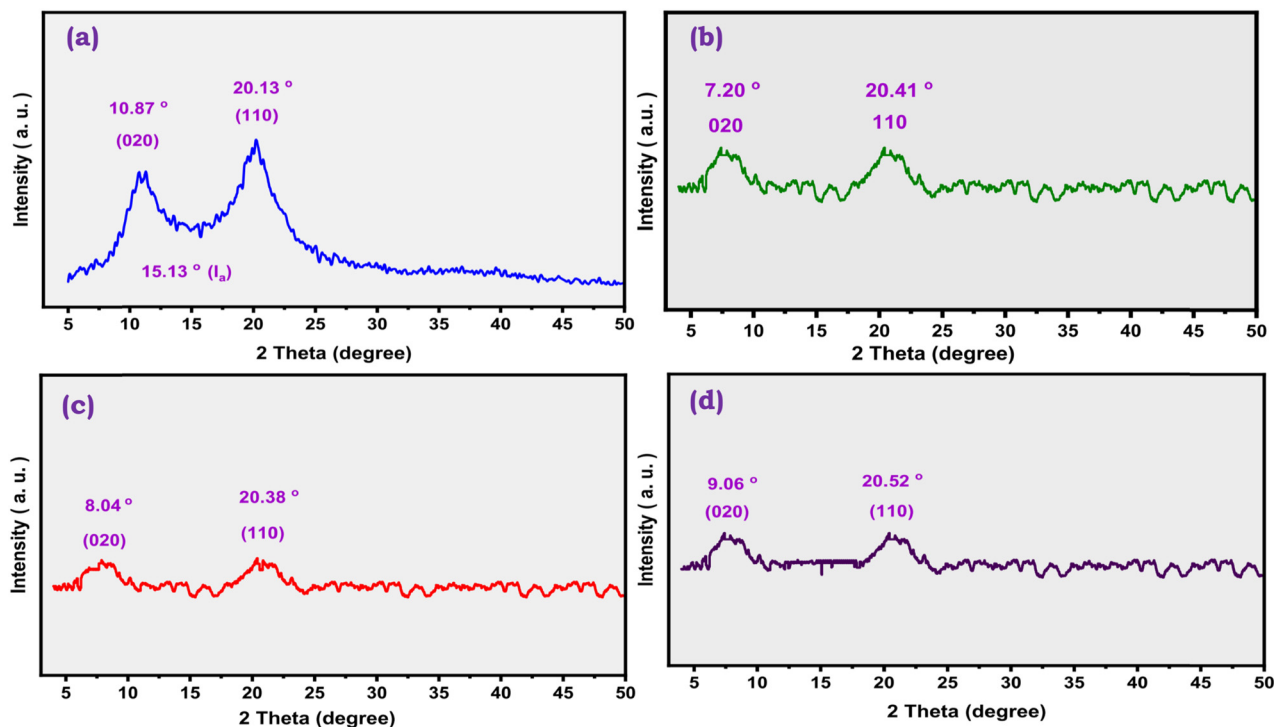 (a)
10.87 º
(020)
20.13 º
(110)
15.13 º (Iₐ)
Intensity ( a. u. )
5 10 15 20 25 30 35 40 45 50
2 Theta (degree)
(b)
7.20 º
020
20.41 º
110
Intensity ( a.u. )
5 10 15 20 25 30 35 40 45 50
2 Theta (degree)
(c)
8.04 º
(020)
20.38 º
(110)
Intensity ( a. u. )
5 10 15 20 25 30 35 40 45 50
2 Theta (degree)
(d)
9.06 º
(020)
20.52 º
(110)
Intensity ( a. u. )
5 10 15 20 25 30 35 40 45 50
2 Theta (degree)